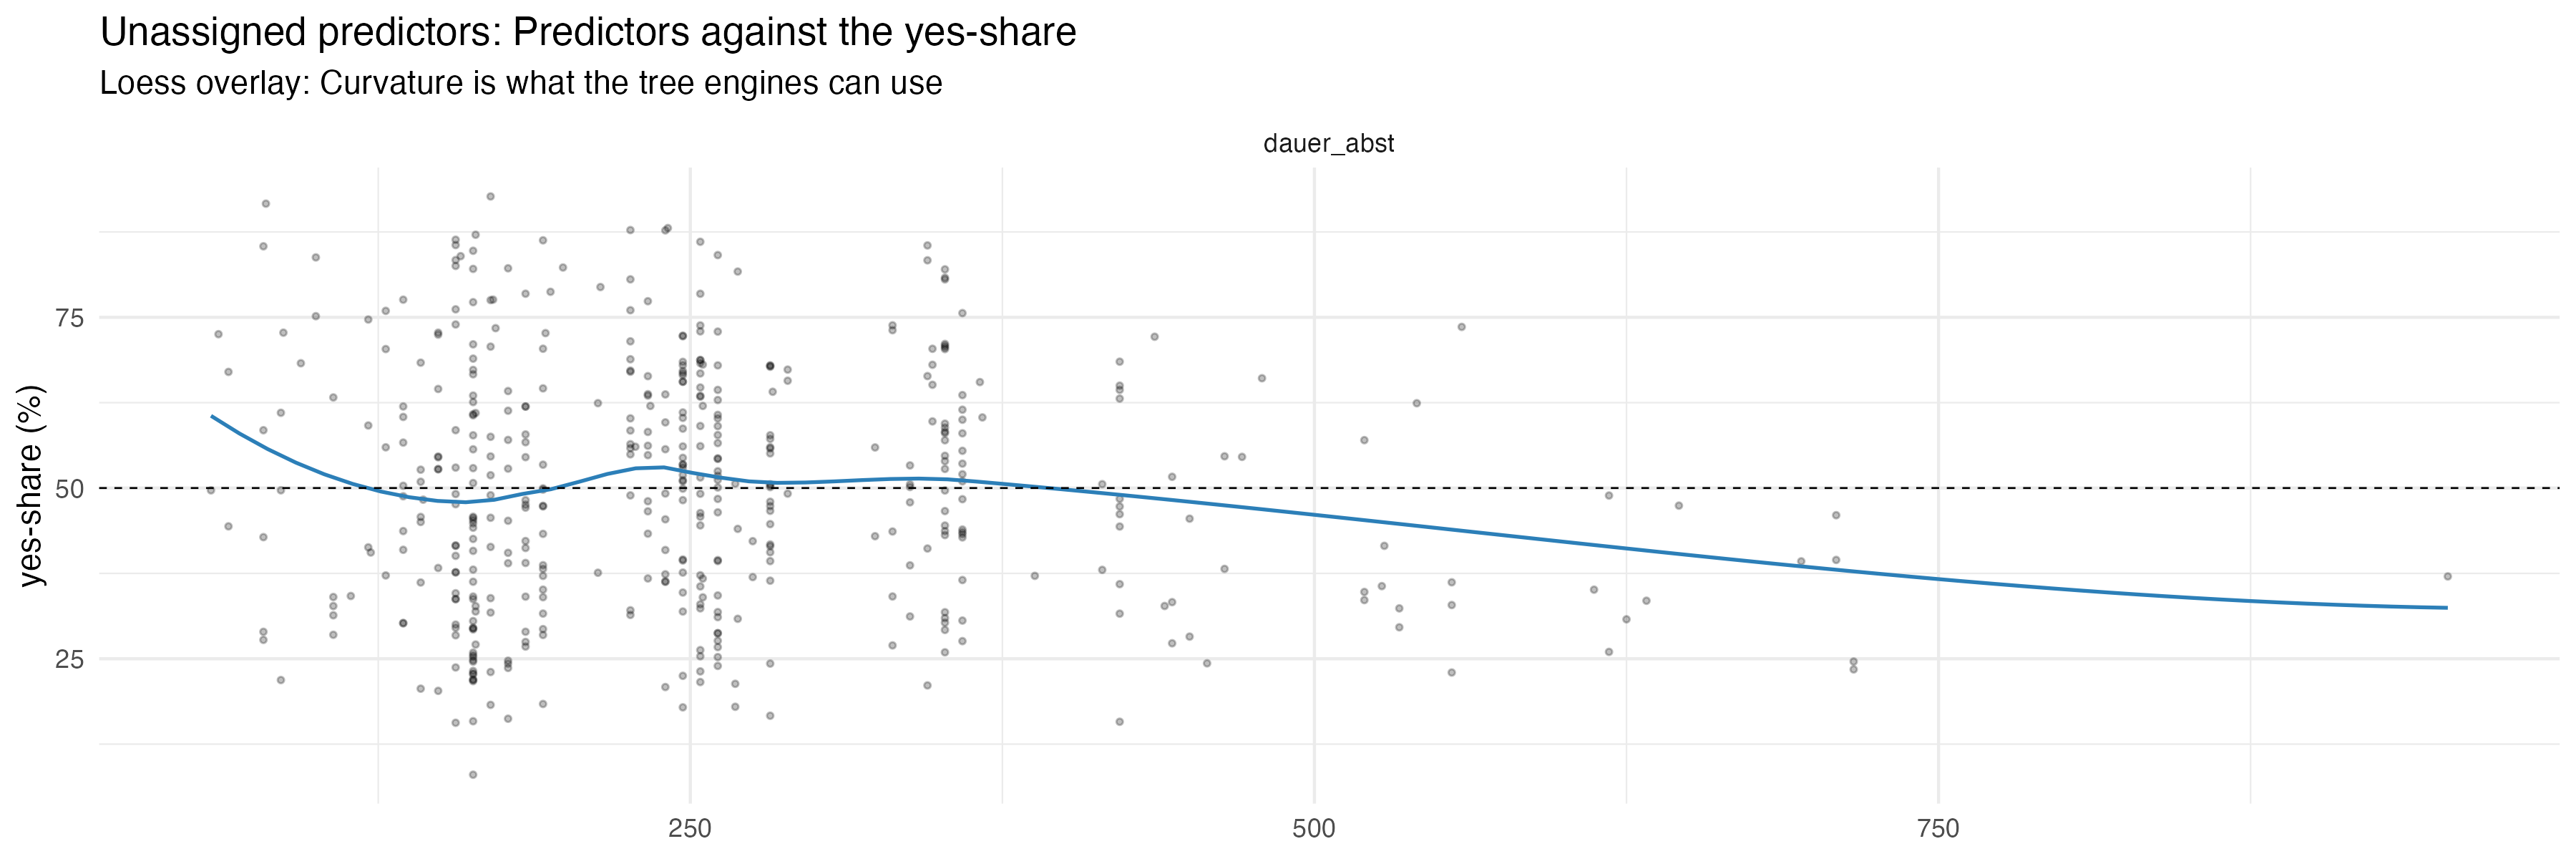 Unassigned predictors: Predictors against the yes-share
Loess overlay: Curvature is what the tree engines can use
dauer_abst
yes-share (%)
75
50
25
250
500
750